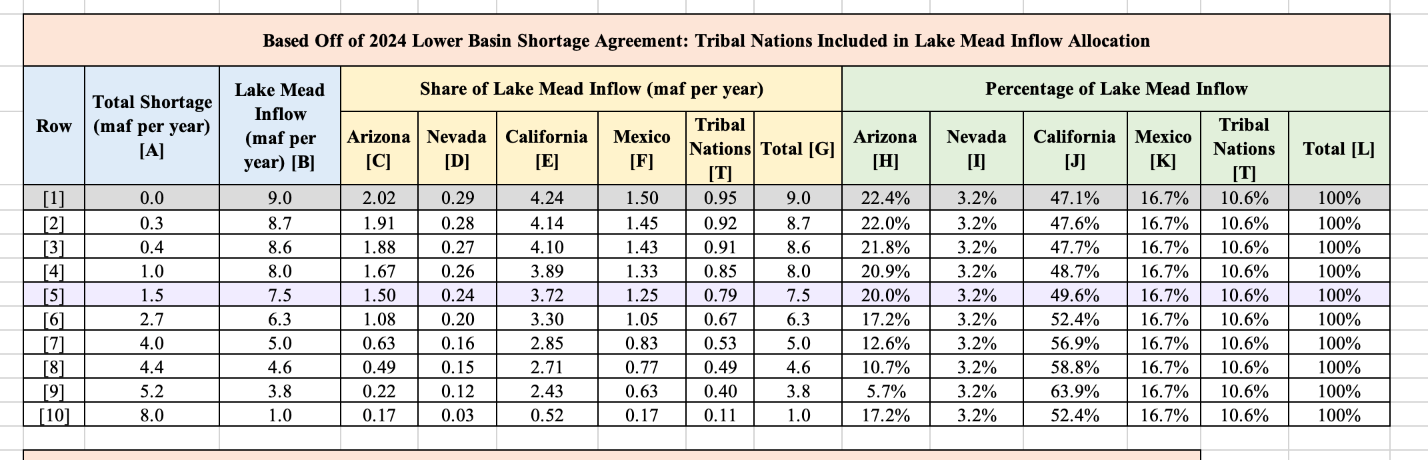 Based Off of 2024 Lower Basin Shortage Agreement: Tribal Nations Included in Lake Mead Inflow Allocation
Row Total Shortage (maf per year) [A] Lake Mead Inflow (maf per year) [B] Share of Lake Mead Inflow (maf per year) Percentage of Lake Mead Inflow
Arizona [C] Nevada [D] California [E] Mexico [F] Tribal Nations [T] Total [G] Arizona [H] Nevada [I] California [J] Mexico [K] Tribal Nations [T] Total [L]
[1] 0.0 9.0 2.02 0.29 4.24 1.50 0.95 9.0 22.4% 3.2% 47.1% 16.7% 10.6% 100%
[2] 0.3 8.7 1.91 0.28 4.14 1.45 0.92 8.7 22.0% 3.2% 47.6% 16.7% 10.6% 100%
[3] 0.4 8.6 1.88 0.27 4.10 1.43 0.91 8.6 21.8% 3.2% 47.7% 16.7% 10.6% 100%
[4] 1.0 8.0 1.67 0.26 3.89 1.33 0.85 8.0 20.9% 3.2% 48.7% 16.7% 10.6% 100%
[5] 1.5 7.5 1.50 0.24 3.72 1.25 0.79 7.5 20.0% 3.2% 49.6% 16.7% 10.6% 100%
[6] 2.7 6.3 1.08 0.20 3.30 1.05 0.67 6.3 17.2% 3.2% 52.4% 16.7% 10.6% 100%
[7] 4.0 5.0 0.63 0.16 2.85 0.83 0.53 5.0 12.6% 3.2% 56.9% 16.7% 10.6% 100%
[8] 4.4 4.6 0.49 0.15 2.71 0.77 0.49 4.6 10.7% 3.2% 58.8% 16.7% 10.6% 100%
[9] 5.2 3.8 0.22 0.12 2.43 0.63 0.40 3.8 5.7% 3.2% 63.9% 16.7% 10.6% 100%
[10] 8.0 1.0 0.17 0.03 0.52 0.17 0.11 1.0 17.2% 3.2% 52.4% 16.7% 10.6% 100%